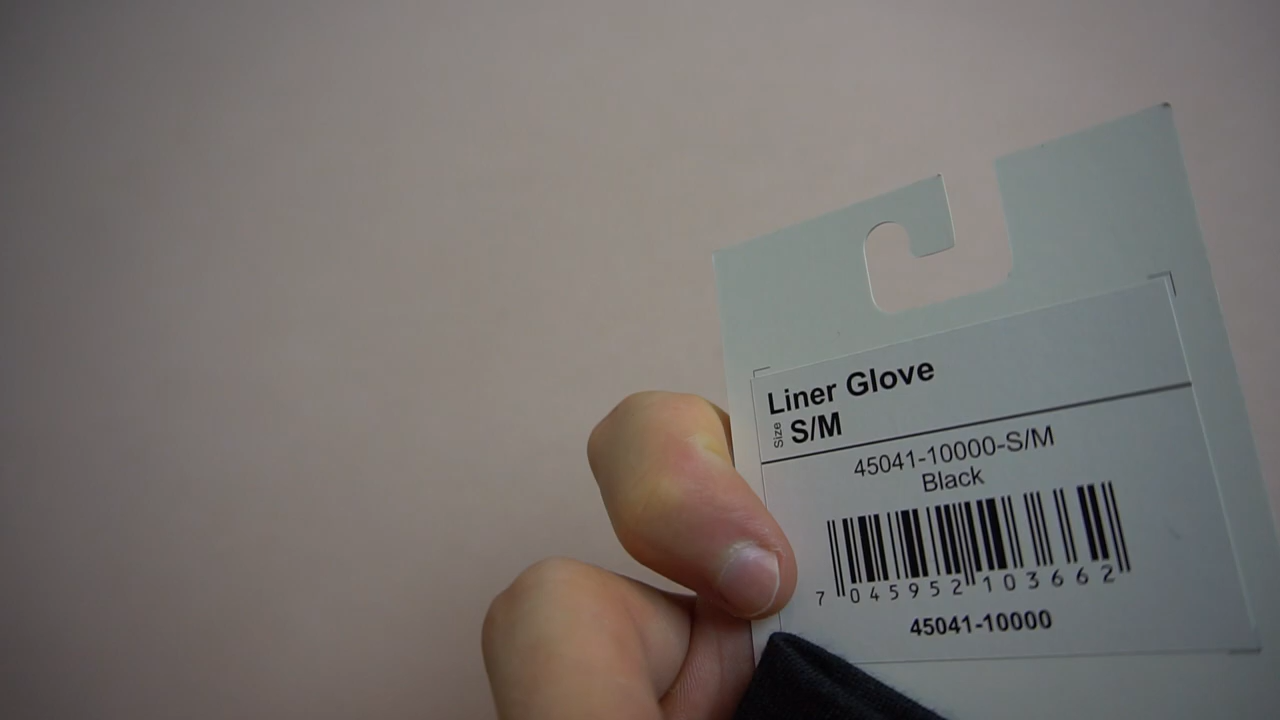 Liner Glove
Size S/M
45041-10000-S/M
Black
7 045952 103662
45041-10000